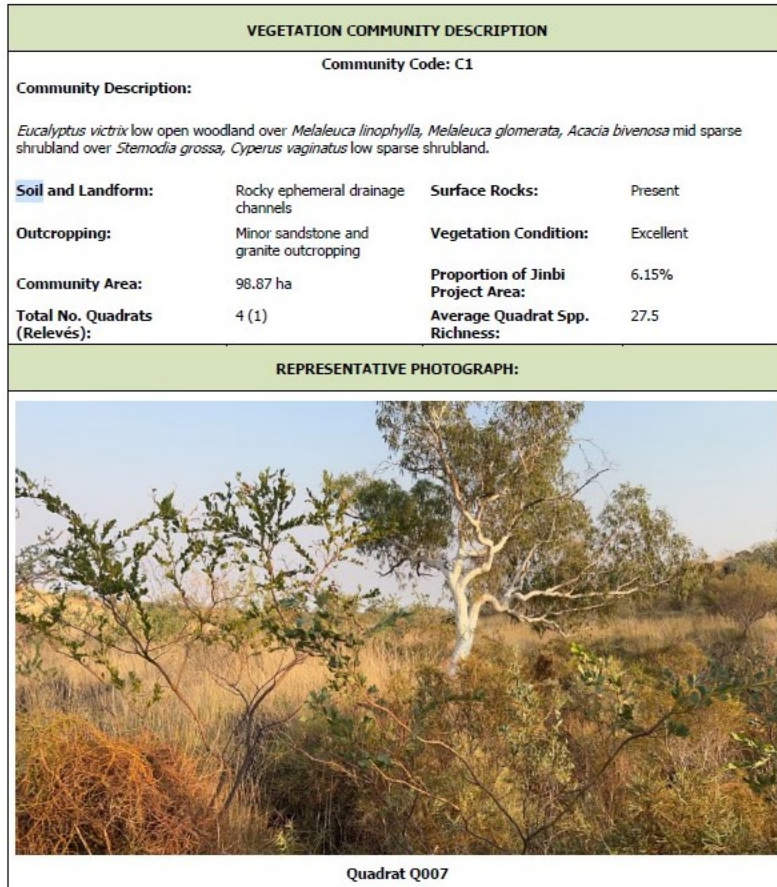 VEGETATION COMMUNITY DESCRIPTION
Community Code: C1
Community Description:
Eucalyptus victrix low open woodland over Melaleuca linophylla, Melaleuca glomerata, Acacia bivenosa mid sparse
shrubland over Stemodia grossa, Cyperus vaginatus low sparse shrubland.
Soil and Landform: Rocky ephemeral drainage Surface Rocks: Present
channels
Outcropping: Minor sandstone and Vegetation Condition: Excellent
granite outcropping
Community Area: 98.87 ha Proportion of Jinbi 6.15%
Project Area:
Total No. Quadrats 4 (1) Average Quadrat Spp. 27.5
(Relevés): Richness:
REPRESENTATIVE PHOTOGRAPH:
Quadrat Q007